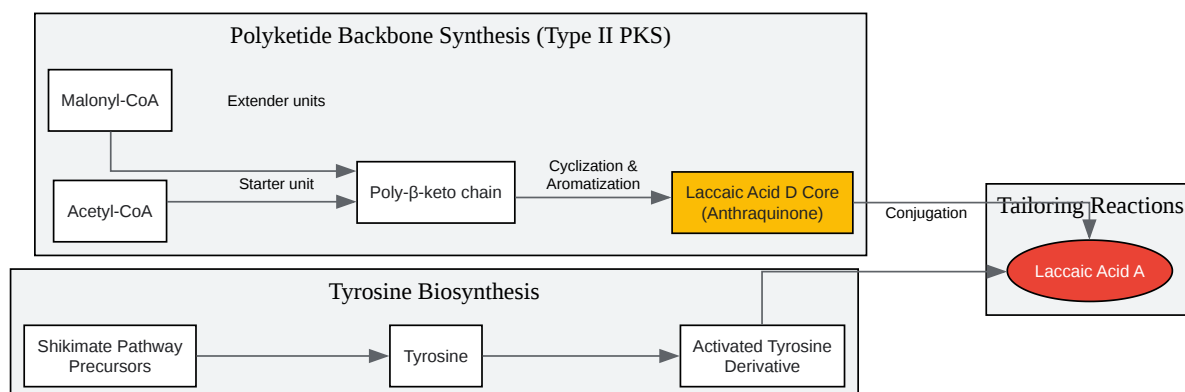 Polyketide Backbone Synthesis (Type II PKS)
Malonyl-CoA
Extender units
Acetyl-CoA
Starter unit
Poly-β-keto chain
Cyclization &
Aromatization
Laccaic Acid D Core
(Anthraquinone)
Conjugation
Tailoring Reactions
Laccaic Acid A
Tyrosine Biosynthesis
Shikimate Pathway
Precursors
Tyrosine
Activated Tyrosine
Derivative